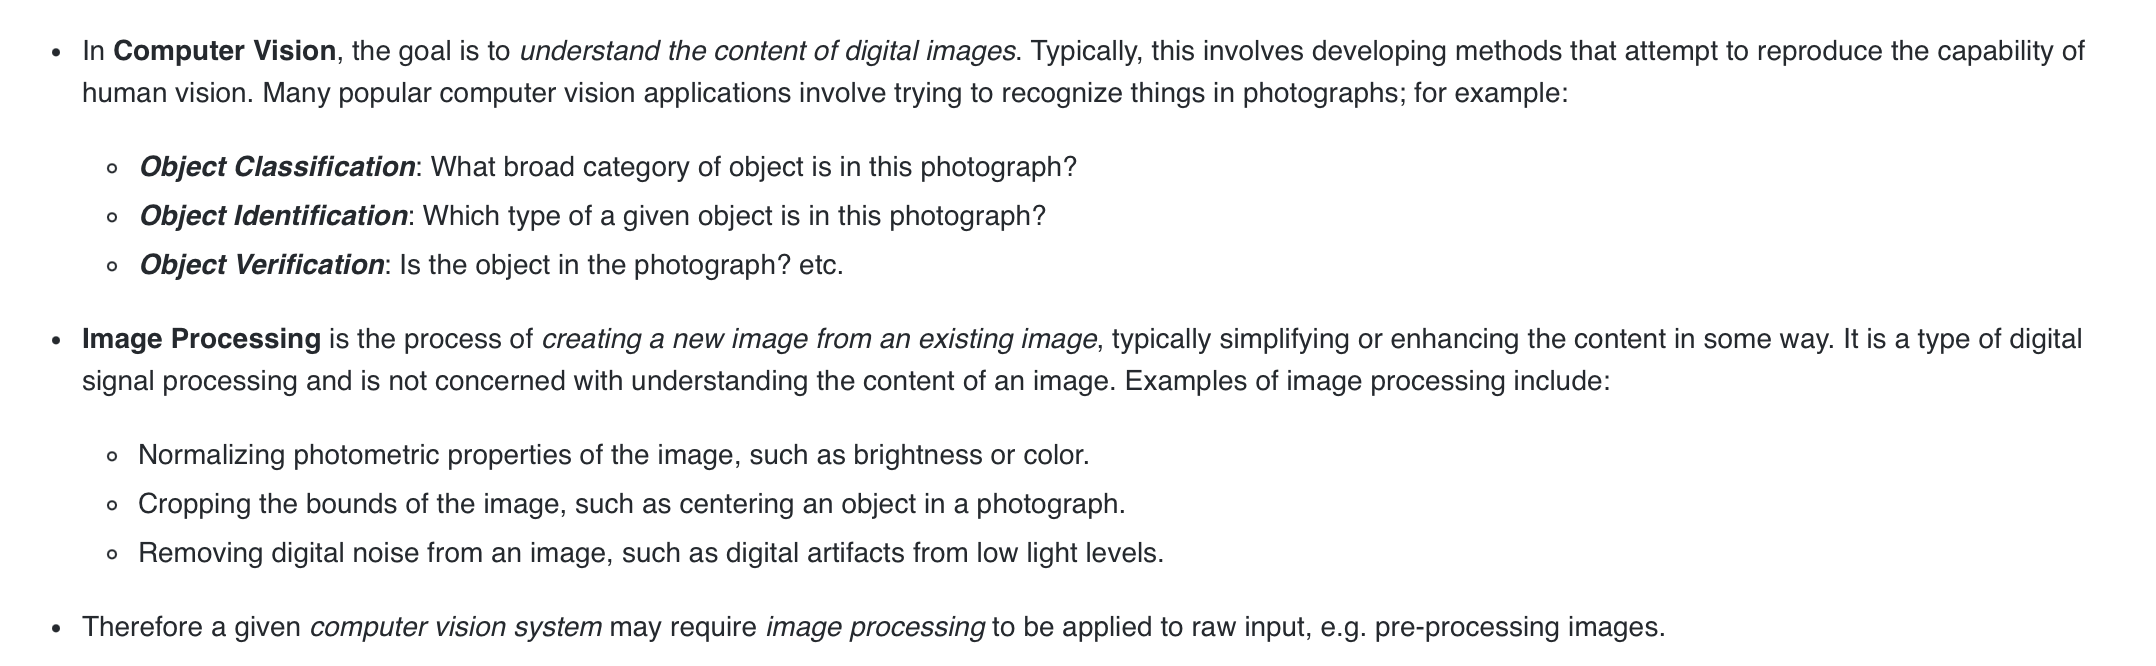 In Computer Vision, the goal is to understand the content of digital images. Typically, this involves developing methods that attempt to reproduce the capability of
human vision. Many popular computer vision applications involve trying to recognize things in photographs; for example:
Object Classification: What broad category of object is in this photograph?
Object Identification: Which type of a given object is in this photograph?
Object Verification: Is the object in the photograph? etc.
Image Processing is the process of creating a new image from an existing image, typically simplifying or enhancing the content in some way. It is a type of digital
signal processing and is not concerned with understanding the content of an image. Examples of image processing include:
Normalizing photometric properties of the image, such as brightness or color.
Cropping the bounds of the image, such as centering an object in a photograph.
Removing digital noise from an image, such as digital artifacts from low light levels.
Therefore a given computer vision system may require image processing to be applied to raw input, e.g. pre-processing images.